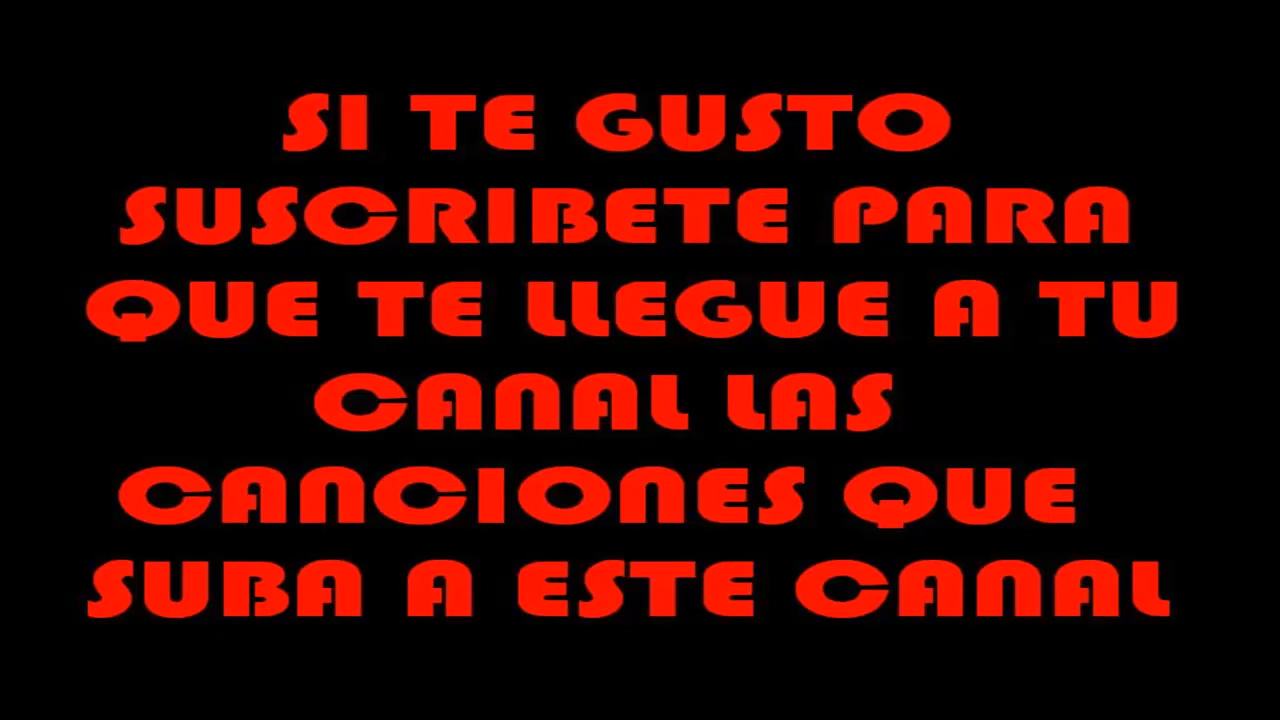 SI TE GUSTO
SUSCRIBETE PARA
QUE TE LLEGUE A TU
CANAL LAS
CANCIONES QUE
SUBA A ESTE CANAL